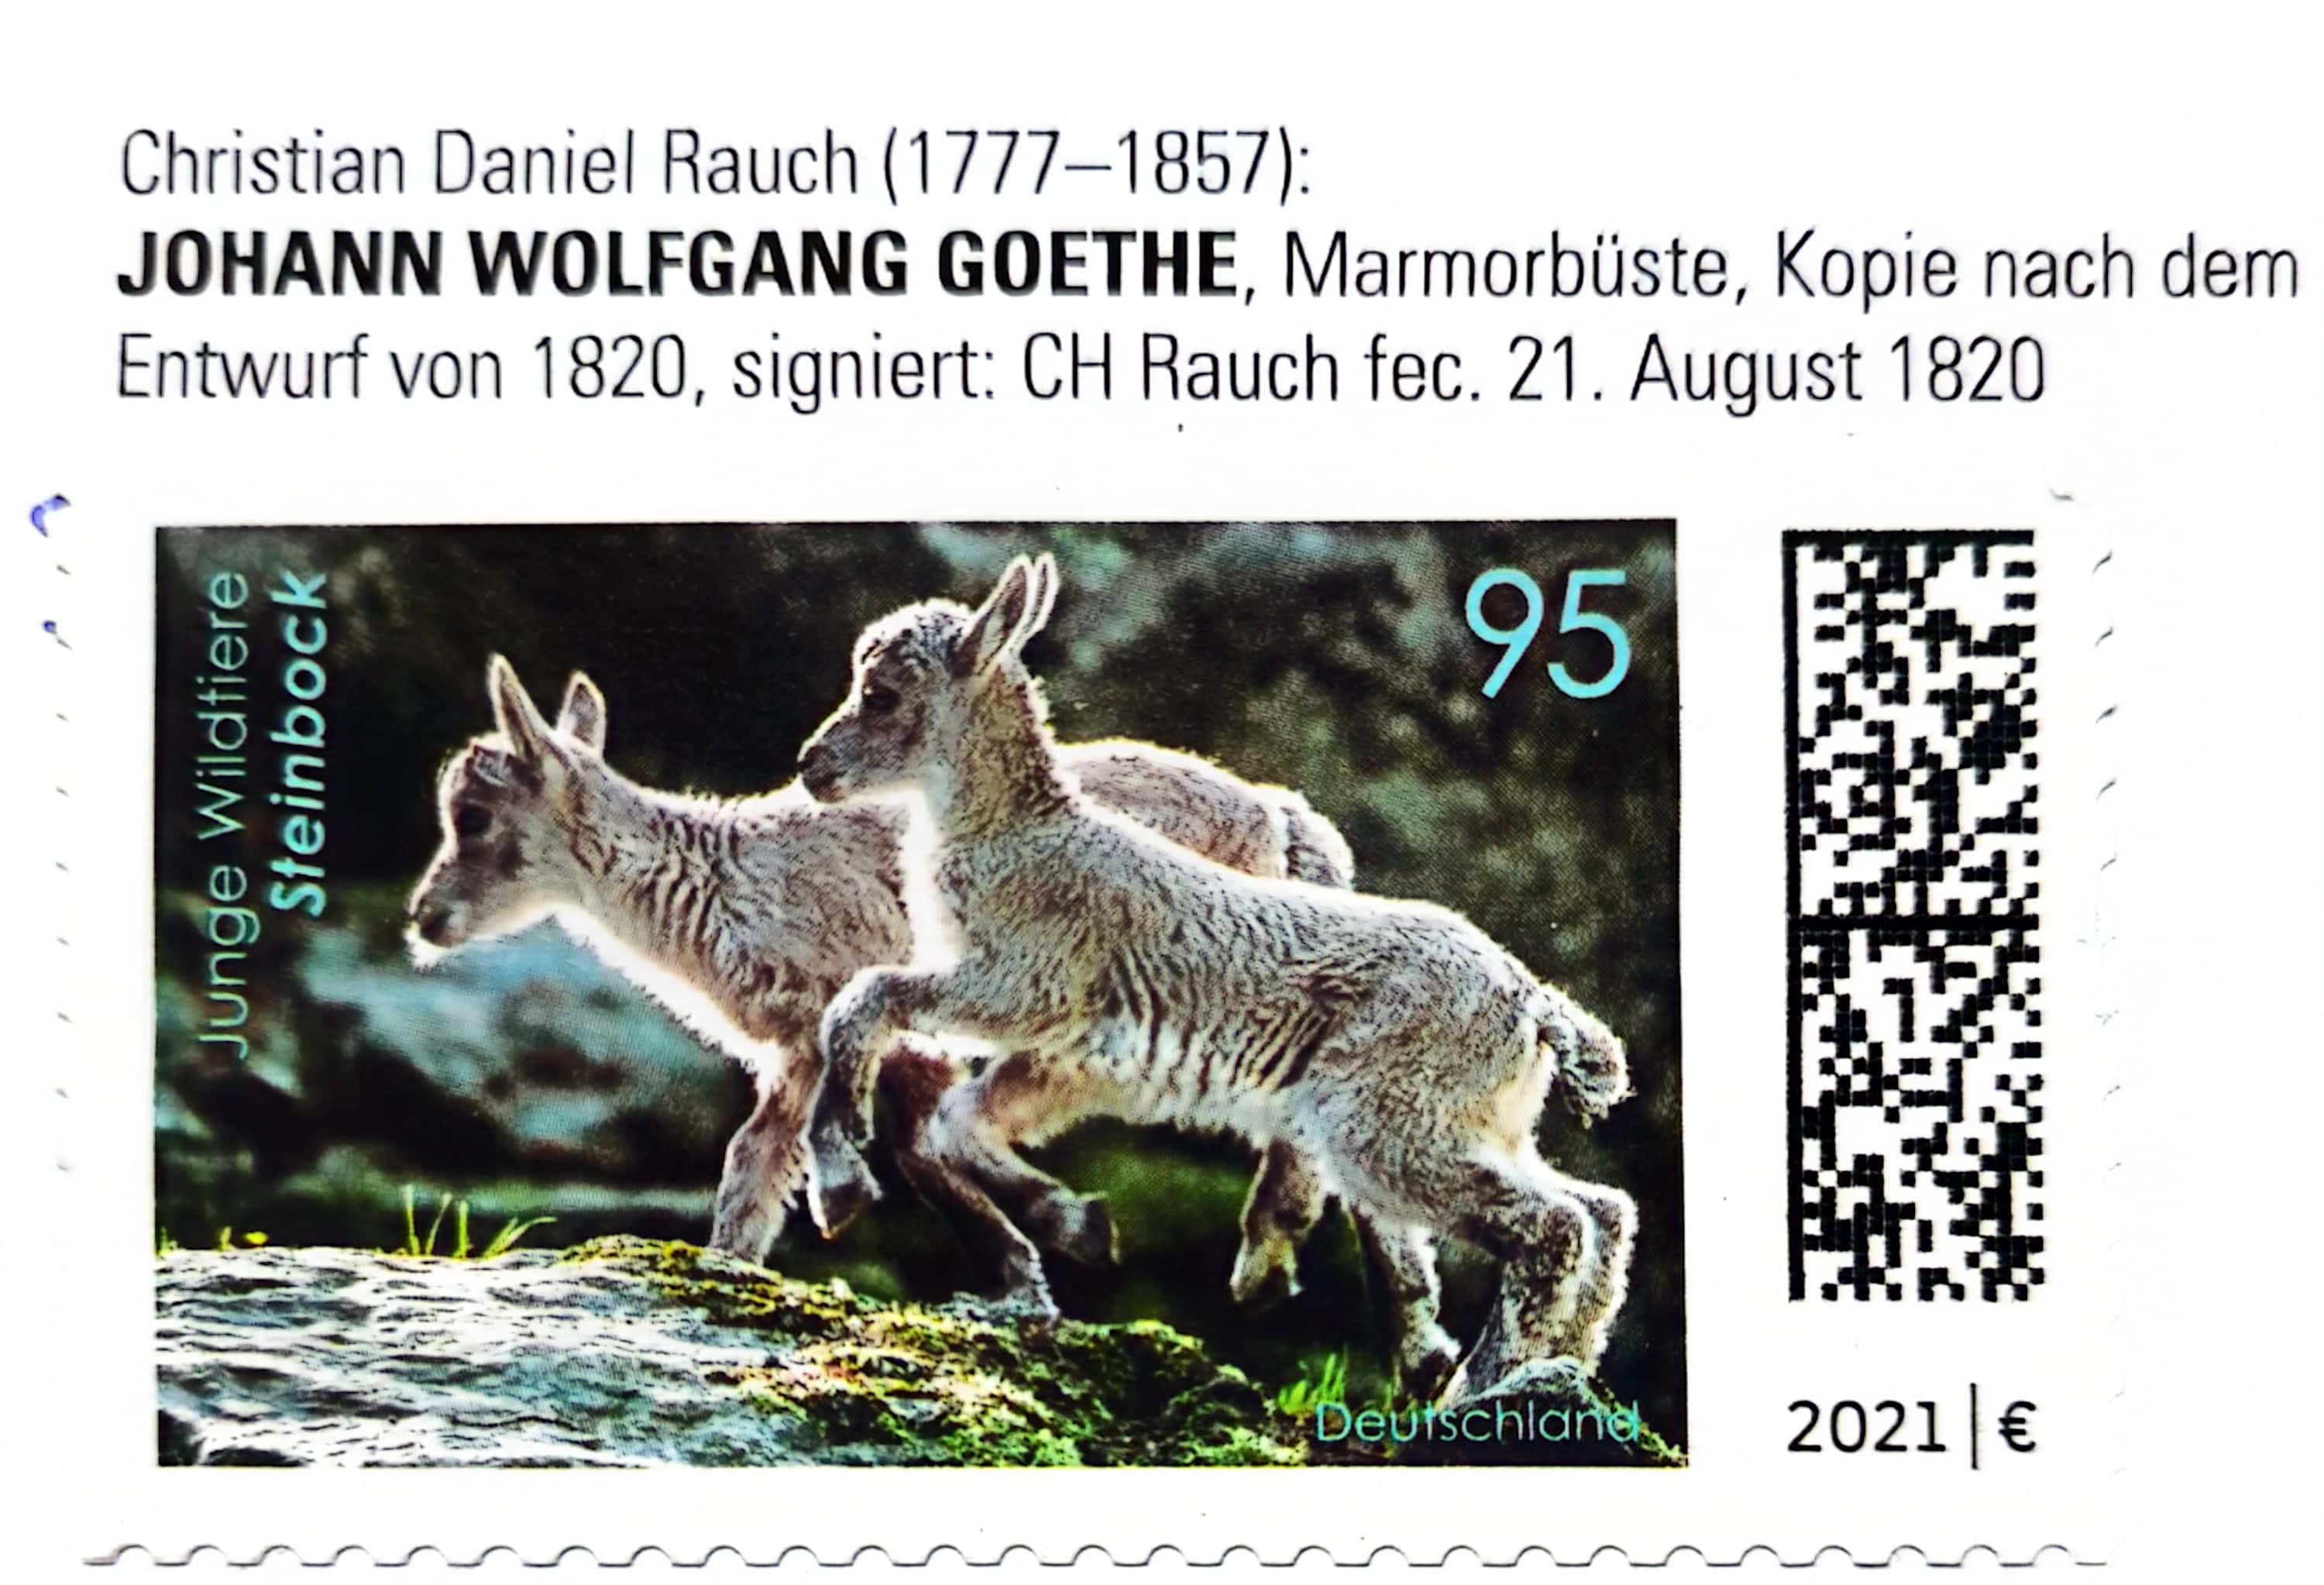 Christian Daniel Rauch (1777–1857):
JOHANN WOLFGANG GOETHE, Marmorbüste, Kopie nach dem
Entwurf von 1820, signiert: CH Rauch fec. 21. August 1820
Junge Wildtiere
Steinbock
95
Deutschland
2021 | €